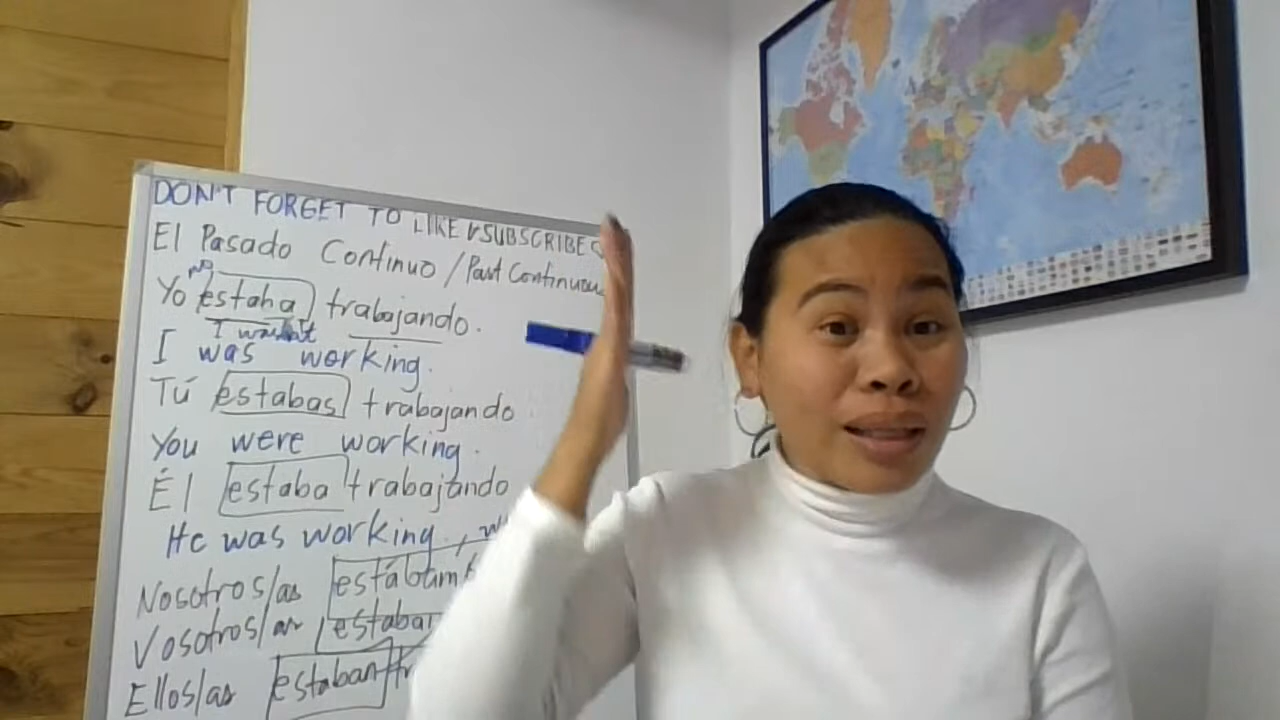 DON'T FORGET TO LIKE & SUBSCRIBE
El Pasado Continuo / Past Continuous
no
Yo estaba trabajando.
I wasn't
I was working.
Tú estabas trabajando
You were working.
Él estaba trabajando
He was working.,
Nosotros/as
Vosotros/as
Ellos/as estaban